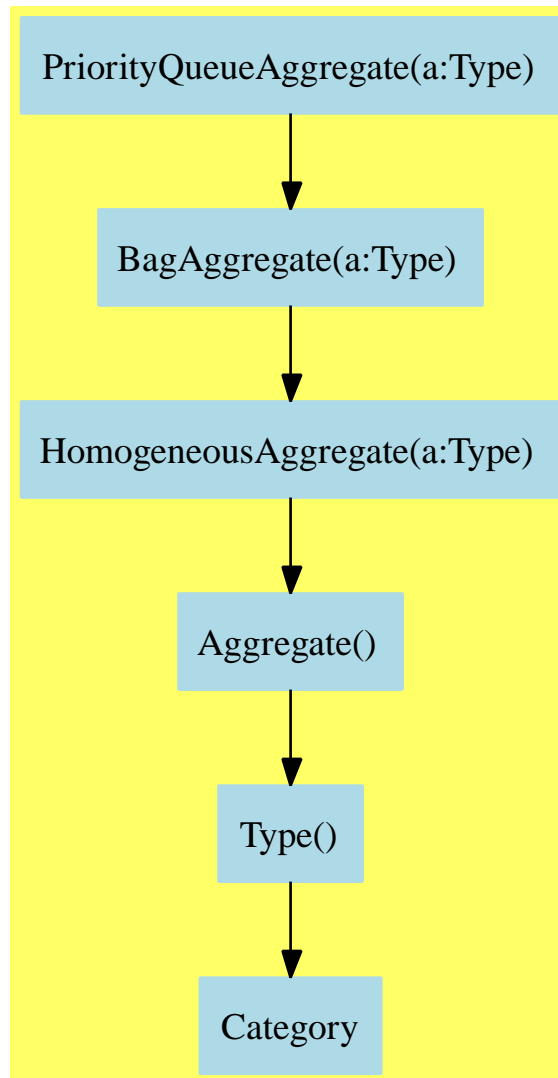 PriorityQueueAggregate(a:Type)
BagAggregate(a:Type)
HomogeneousAggregate(a:Type)
Aggregate()
Type()
Category